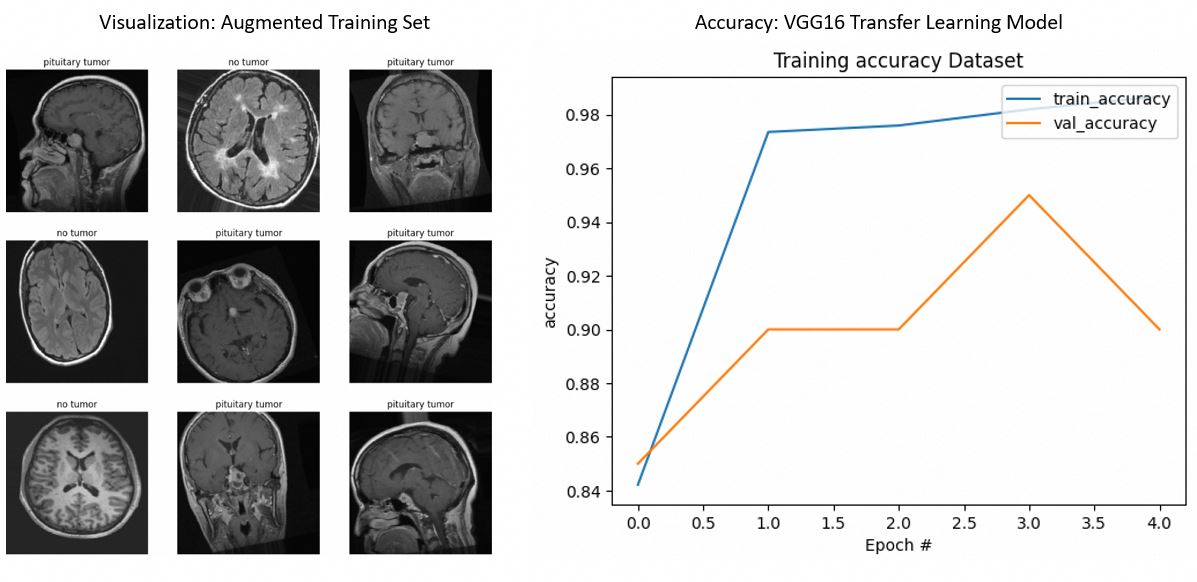 Visualization: Augmented Training Set
pituitary tumor
no tumor
pituitary tumor
no tumor
pituitary tumor
pituitary tumor
no tumor
pituitary tumor
pituitary tumor
Accuracy: VGG16 Transfer Learning Model
Training accuracy Dataset
train_accuracy
val_accuracy
accuracy
0.98
0.96
0.94
0.92
0.90
0.88
0.86
0.84
0.0 0.5 1.0 1.5 2.0 2.5 3.0 3.5 4.0
Epoch #